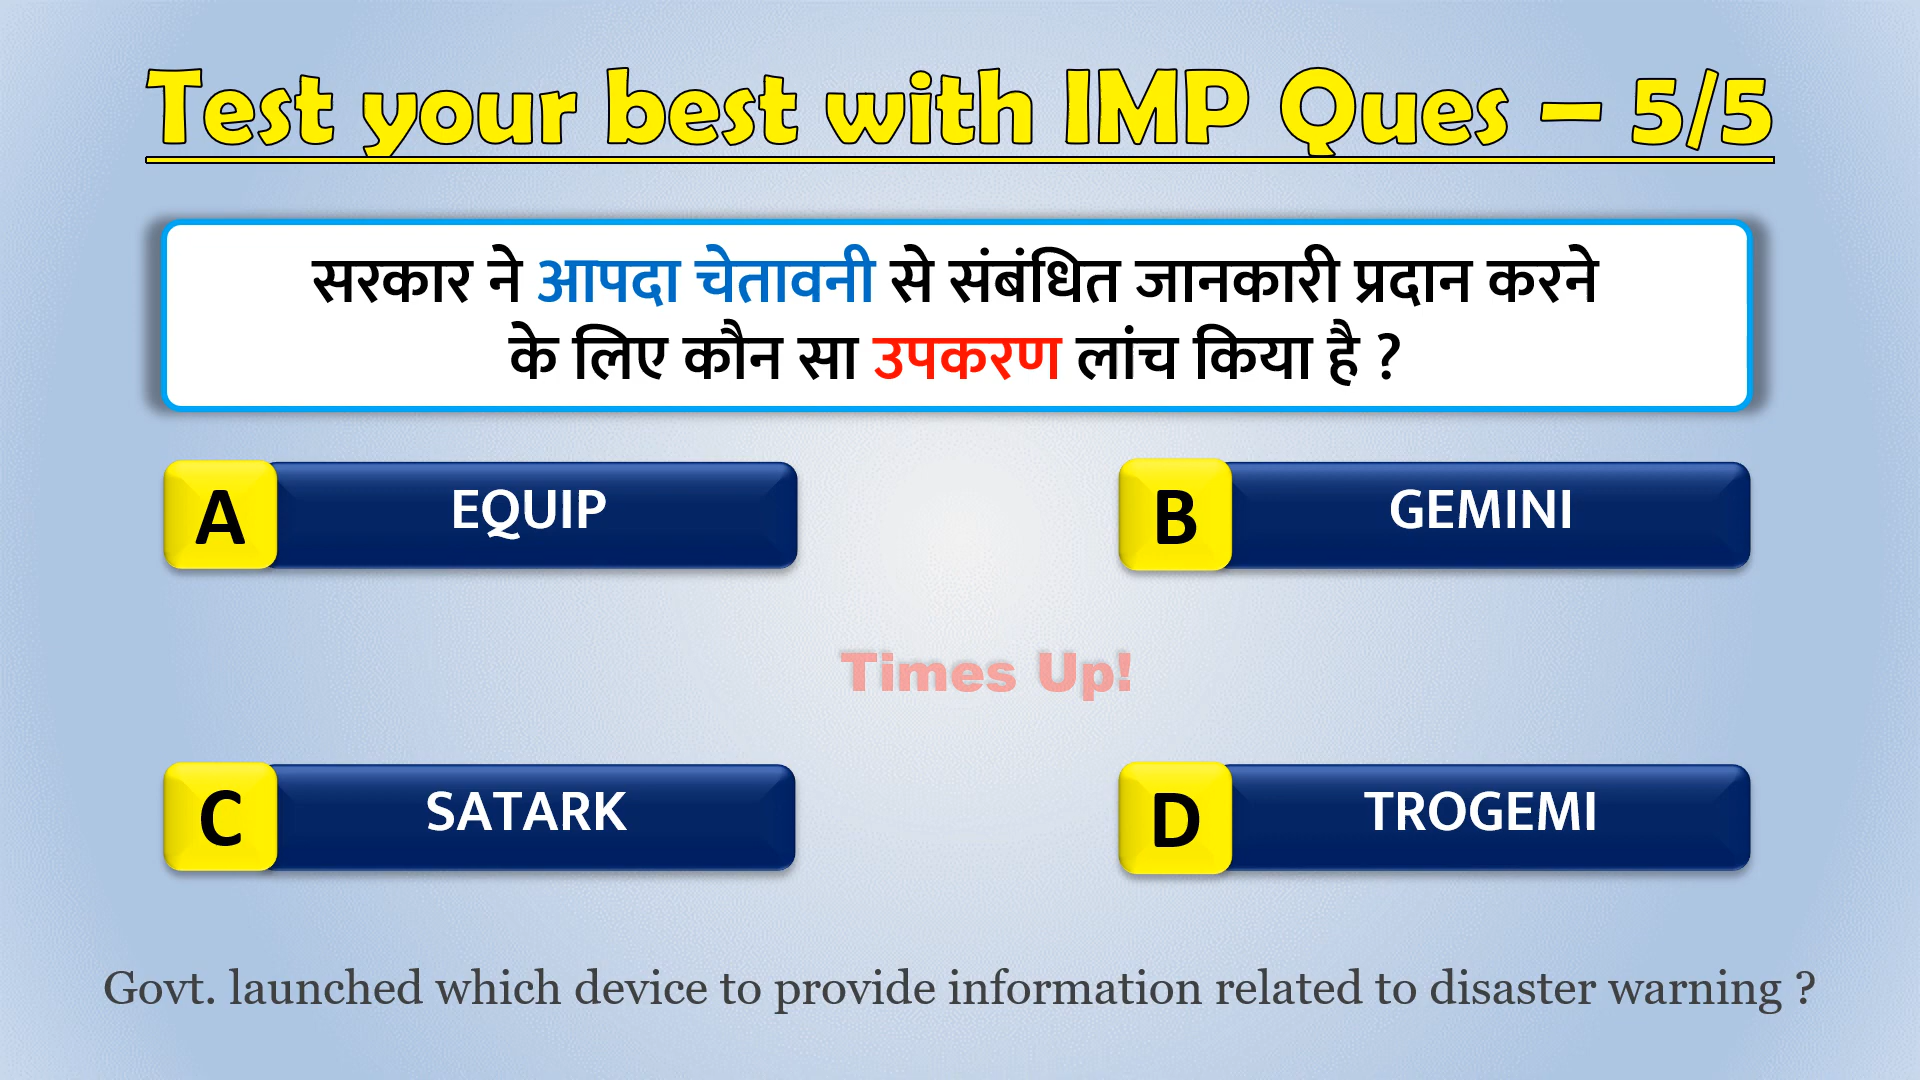 Test your best with IMP Ques – 5/5
सरकार ने आपदा चेतावनी से संबंधित जानकारी प्रदान करने
के लिए कौन सा उपकरण लांच किया है ?
A EQUIP
B GEMINI
Times Up!
C SATARK
D TROGEMI
Govt. launched which device to provide information related to disaster warning ?